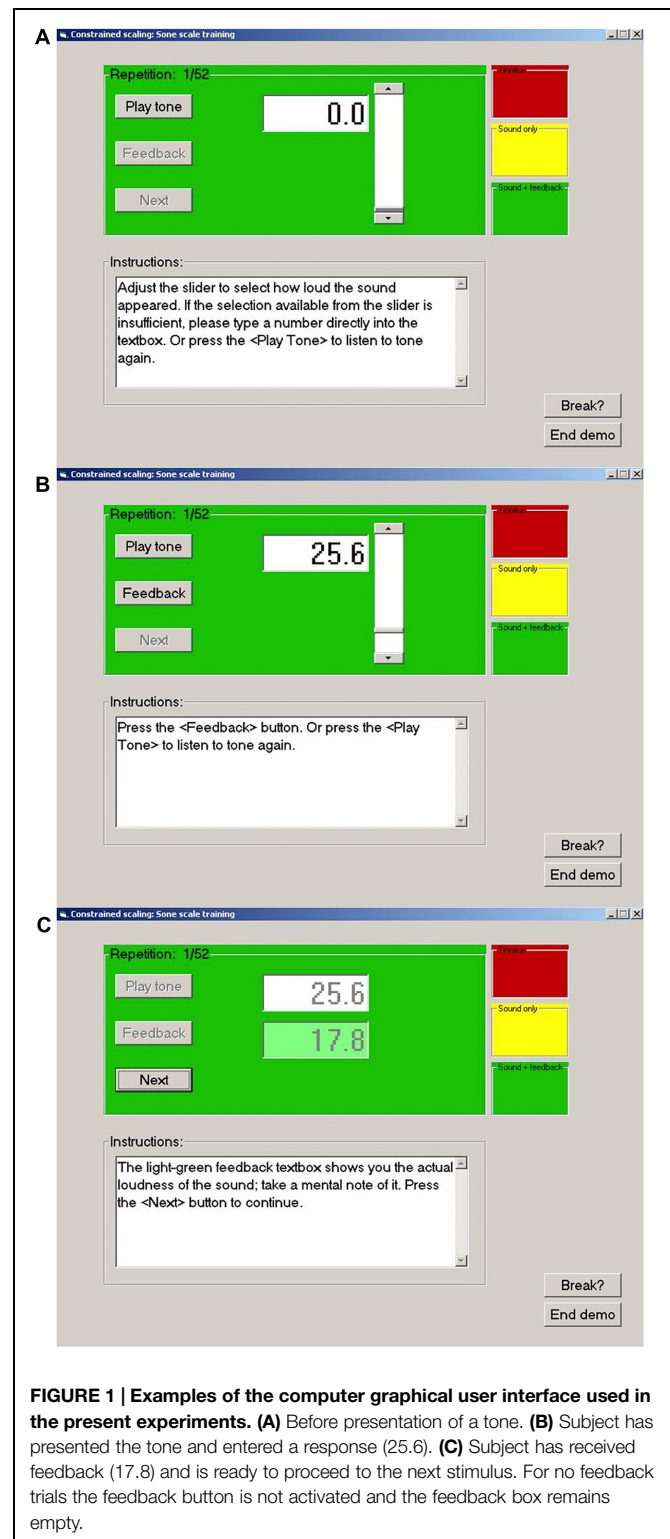 A
Constrained scaling: Sone scale training
Repetition: 1/52
Play tone
0.0
Feedback
Next
Tinnitus
Sound only
Sound + feedback
Instructions:
Adjust the slider to select how loud the sound
appeared. If the selection available from the slider is
insufficient, please type a number directly into the
textbox. Or press the <Play Tone> to listen to tone
again.
Break?
End demo
B
Constrained scaling: Sone scale training
Repetition: 1/52
Play tone
25.6
Feedback
Next
Tinnitus
Sound only
Sound + feedback
Instructions:
Press the <Feedback> button. Or press the <Play
Tone> to listen to tone again.
Break?
End demo
C
Constrained scaling: Sone scale training
Repetition: 1/52
Play tone
25.6
Feedback
17.8
Next
Tinnitus
Sound only
Sound + feedback
Instructions:
The light-green feedback textbox shows you the actual
loudness of the sound; take a mental note of it. Press
the <Next> button to continue.
Break?
End demo
FIGURE 1 | Examples of the computer graphical user interface used in
the present experiments. (A) Before presentation of a tone. (B) Subject has
presented the tone and entered a response (25.6). (C) Subject has received
feedback (17.8) and is ready to proceed to the next stimulus. For no feedback
trials the feedback button is not activated and the feedback box remains
empty.